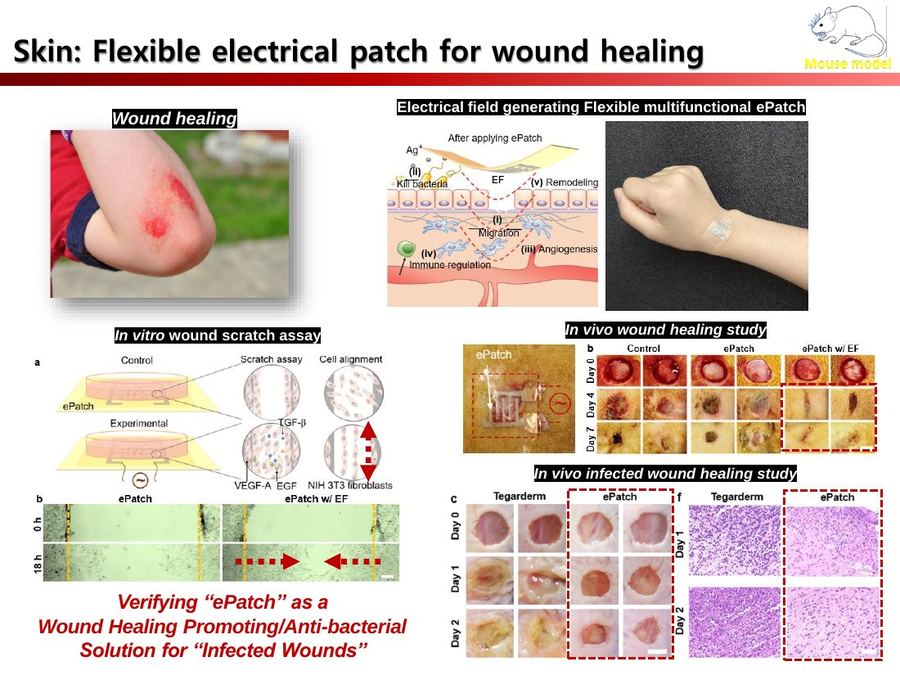 Skin: Flexible electrical patch for wound healing
Mouse model
Wound healing
Electrical field generating Flexible multifunctional ePatch
After applying ePatch
Ag+
(ii)
Kill bacteria
EF
(v) Remodeling
(i)
Migration
(iii) Angiogenesis
(iv)
Immune regulation
In vitro wound scratch assay
a
Control
Scratch assay
Cell alignment
ePatch
Experimental
TGF-β
VEGF-A
EGF
NIH 3T3 fibroblasts
~
b
ePatch
ePatch w/ EF
0 h
18 h
Verifying “ePatch” as a
Wound Healing Promoting/Anti-bacterial
Solution for “Infected Wounds”
In vivo wound healing study
ePatch
~
b
Control
ePatch
ePatch w/ EF
Day 0
Day 4
Day 7
In vivo infected wound healing study
c
Tegarderm
ePatch
Day 0
Day 1
Day 2
f
Tegarderm
ePatch
Day 1
Day 2